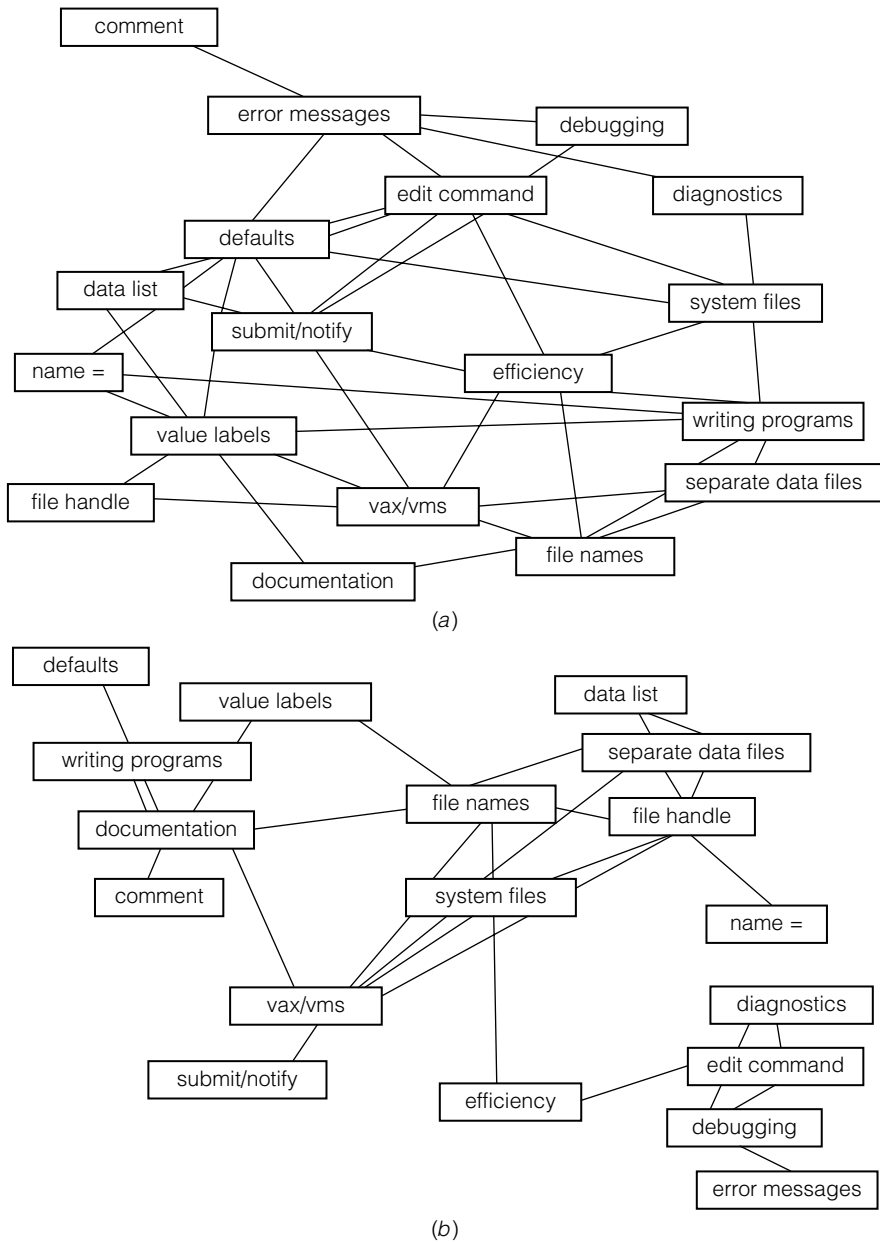 comment
error messages
debugging
edit command
diagnostics
defaults
data list
system files
submit/notify
name =
efficiency
value labels
writing programs
file handle
vax/vms
separate data files
documentation
file names
(a)
defaults
value labels
data list
writing programs
separate data files
file names
documentation
file handle
comment
system files
name =
vax/vms
diagnostics
submit/notify
edit command
efficiency
debugging
error messages
(b)